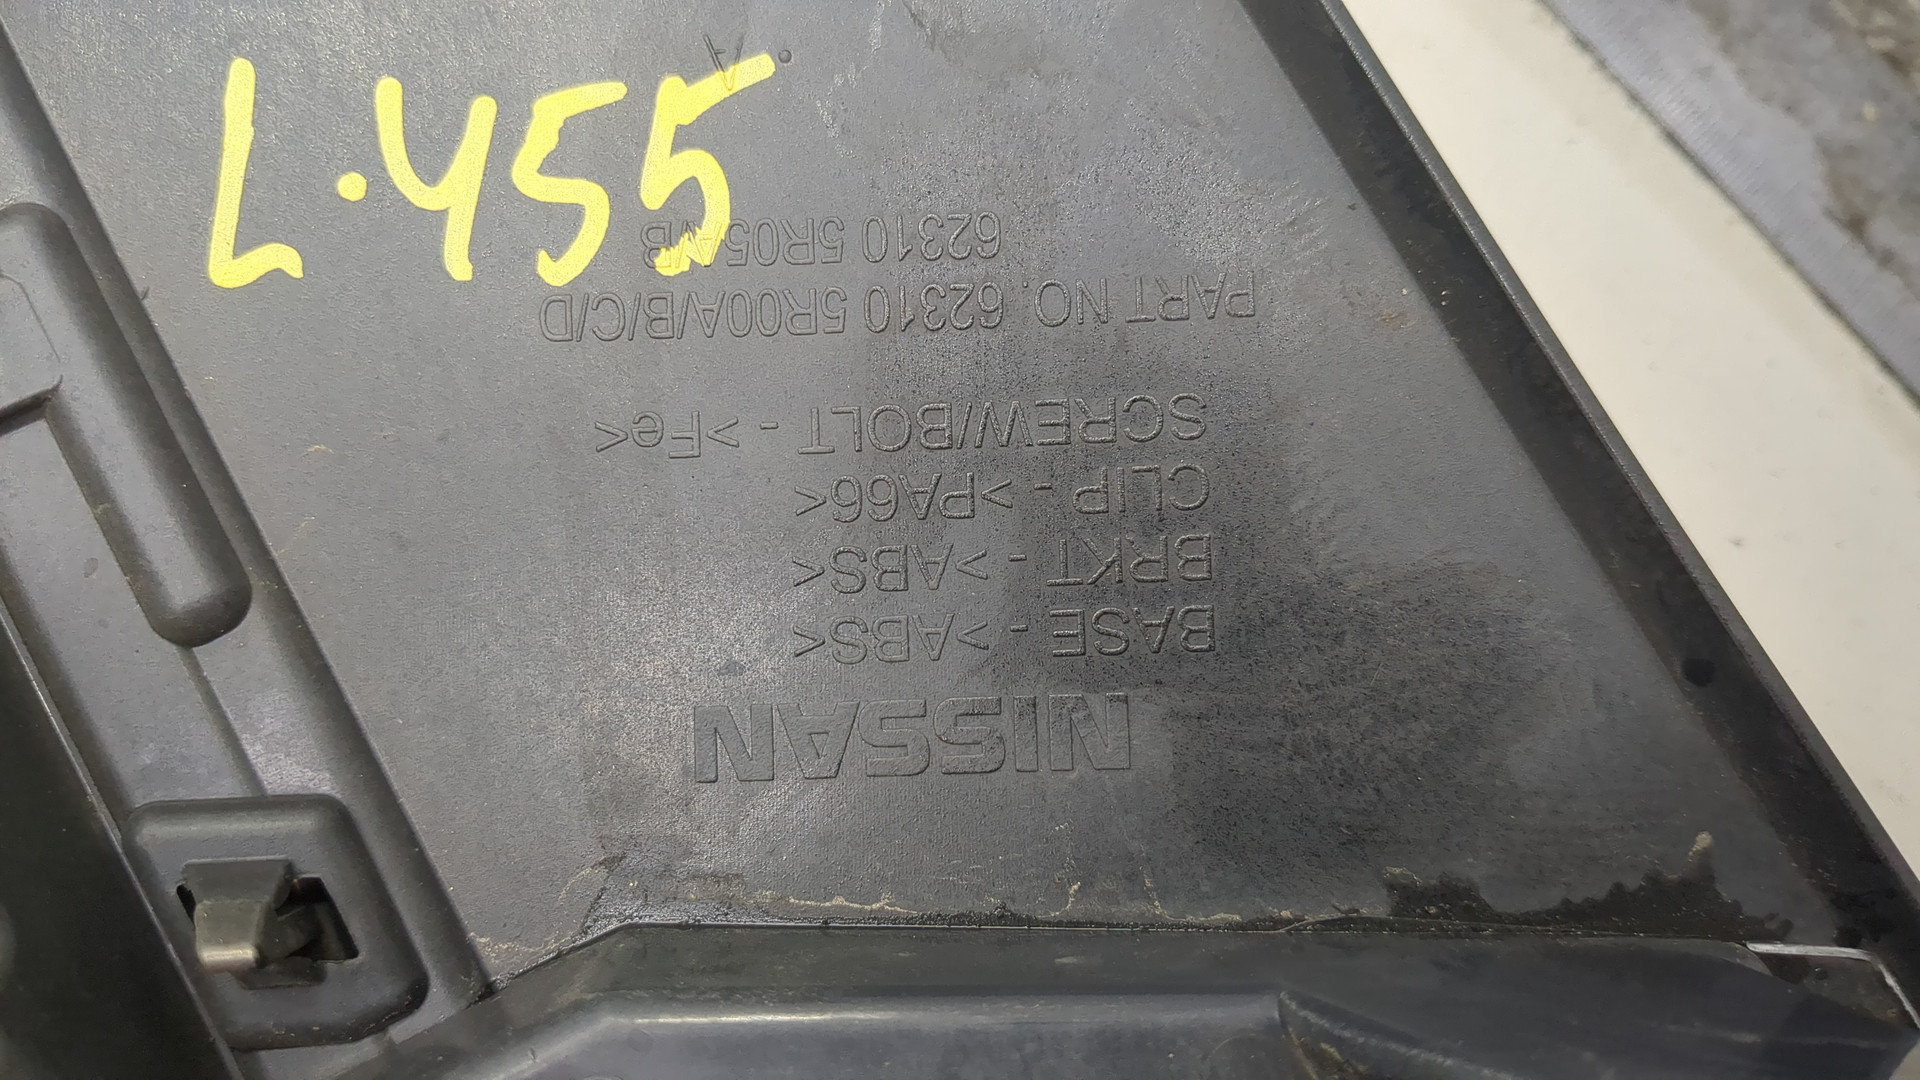 L.455
NISSAN
BASE - >ABS<
BRKT - >ABS<
CLIP - >PA66<
SCREW/BOLT - >Fe<
PART NO. 62310 5R00A/B/C/D
62310 5R05A/B